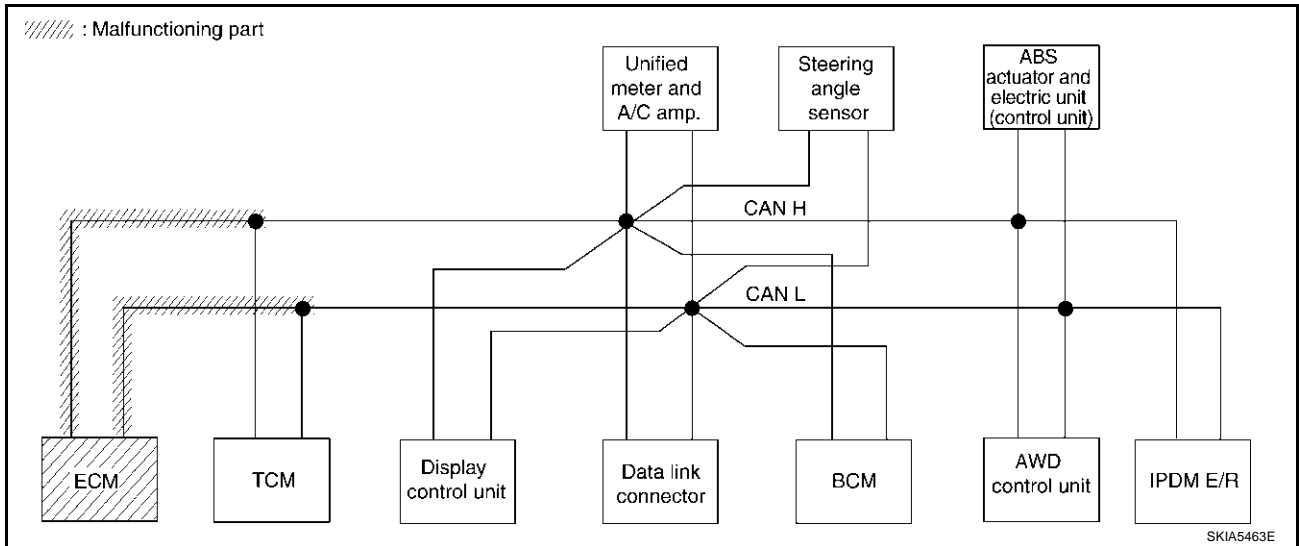 : Malfunctioning part
Unified
meter and
A/C amp.
Steering
angle
sensor
ABS
actuator and
electric unit
(control unit)
CAN H
CAN L
ECM
TCM
Display
control unit
Data link
connector
BCM
AWD
control unit
IPDM E/R
SKIA5463E